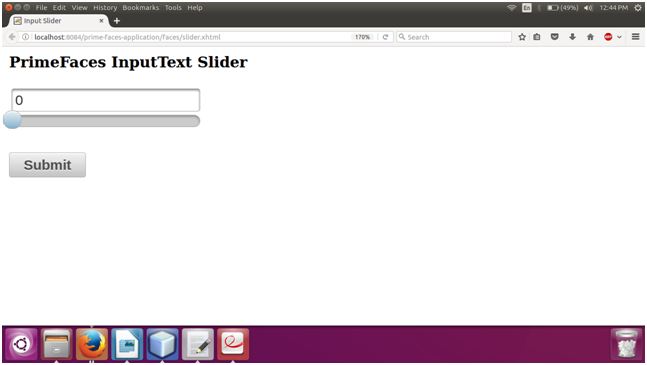 File Edit View History Bookmarks Tools Help En (49%) 12:44 PM
Input Slider
localhost:8084/prime-faces-application/faces/slider.xhtml 170% Search ABP
PrimeFaces InputText Slider
0
Submit